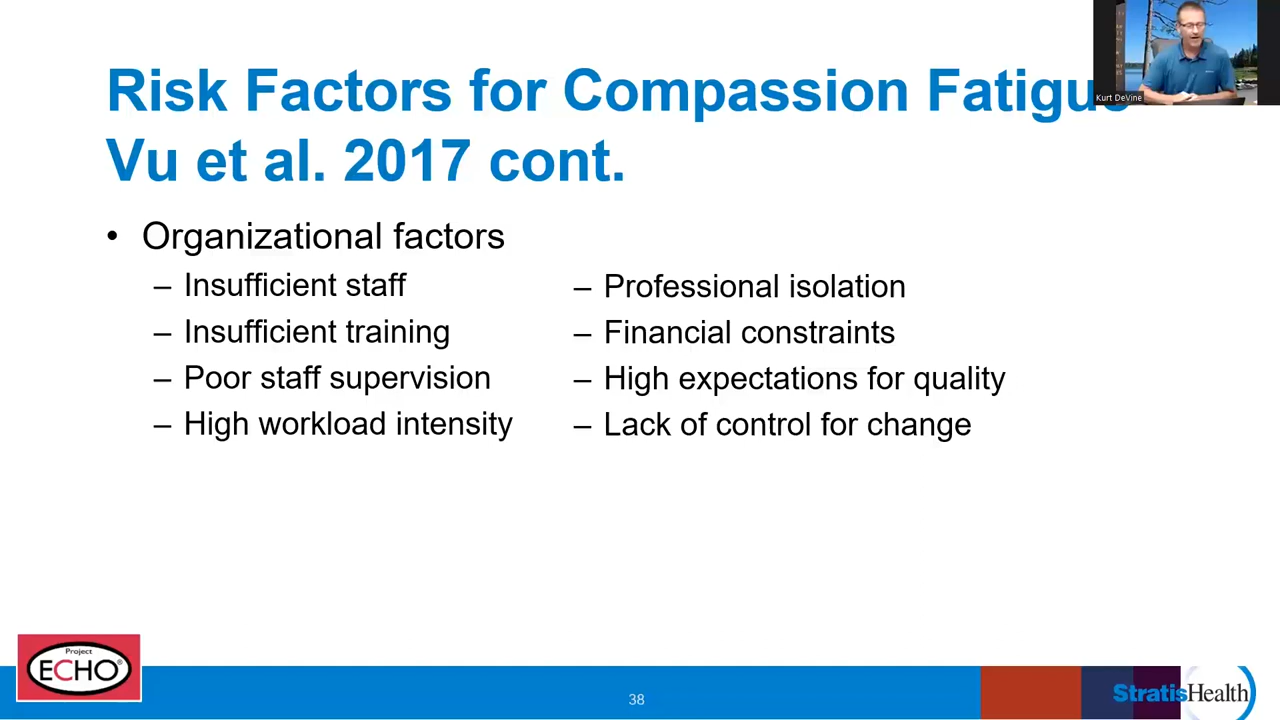 Risk Factors for Compassion Fatigue
Vu et al. 2017 cont.
Kurt DeVine
• Organizational factors
– Insufficient staff
– Insufficient training
– Poor staff supervision
– High workload intensity
– Professional isolation
– Financial constraints
– High expectations for quality
– Lack of control for change
Project
ECHO®
38
StratisHealth